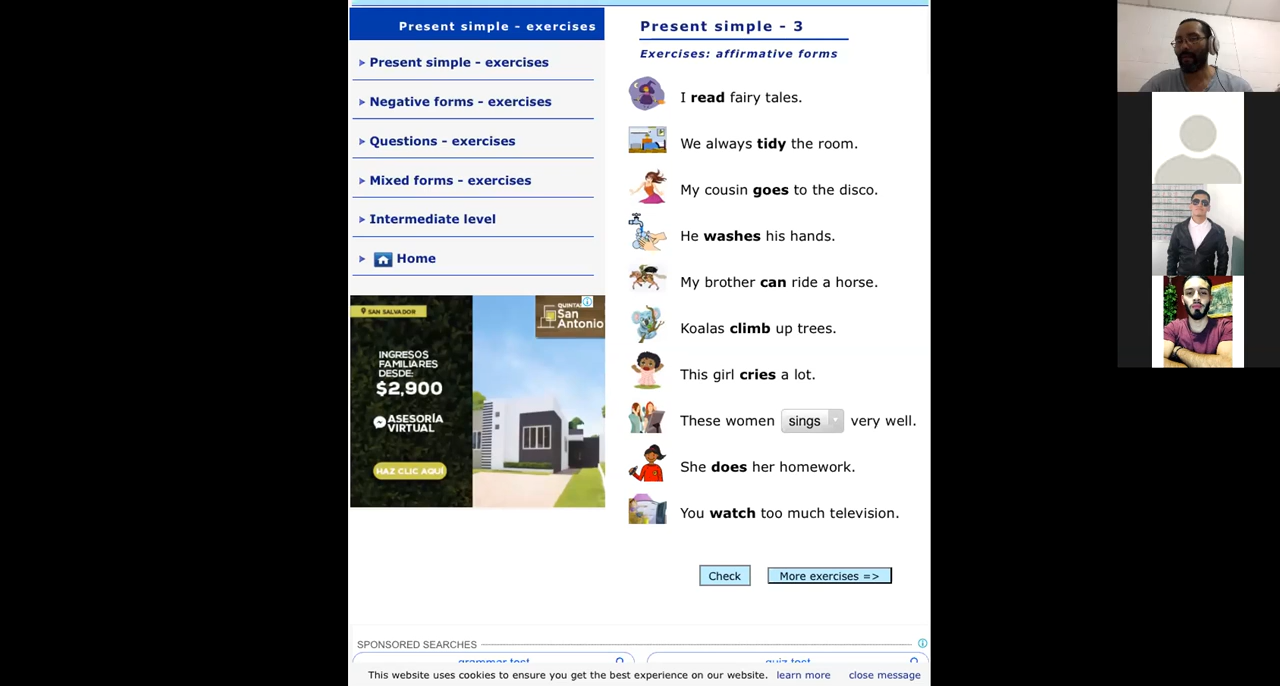 Present simple - exercises
Present simple - exercises
Negative forms - exercises
Questions - exercises
Mixed forms - exercises
Intermediate level
Home
SAN SALVADOR
INGRESOS
FAMILIARES
DESDE:
$2,900
ASESORÍA
VIRTUAL
HAZ CLIC AQUÍ
QUINTAS
San
Antonio
Present simple - 3
Exercises: affirmative forms
I read fairy tales.
We always tidy the room.
My cousin goes to the disco.
He washes his hands.
My brother can ride a horse.
Koalas climb up trees.
This girl cries a lot.
These women sings very well.
She does her homework.
You watch too much television.
Check More exercises =>
SPONSORED SEARCHES
grammar test quiz test
This website uses cookies to ensure you get the best experience on our website. learn more close message